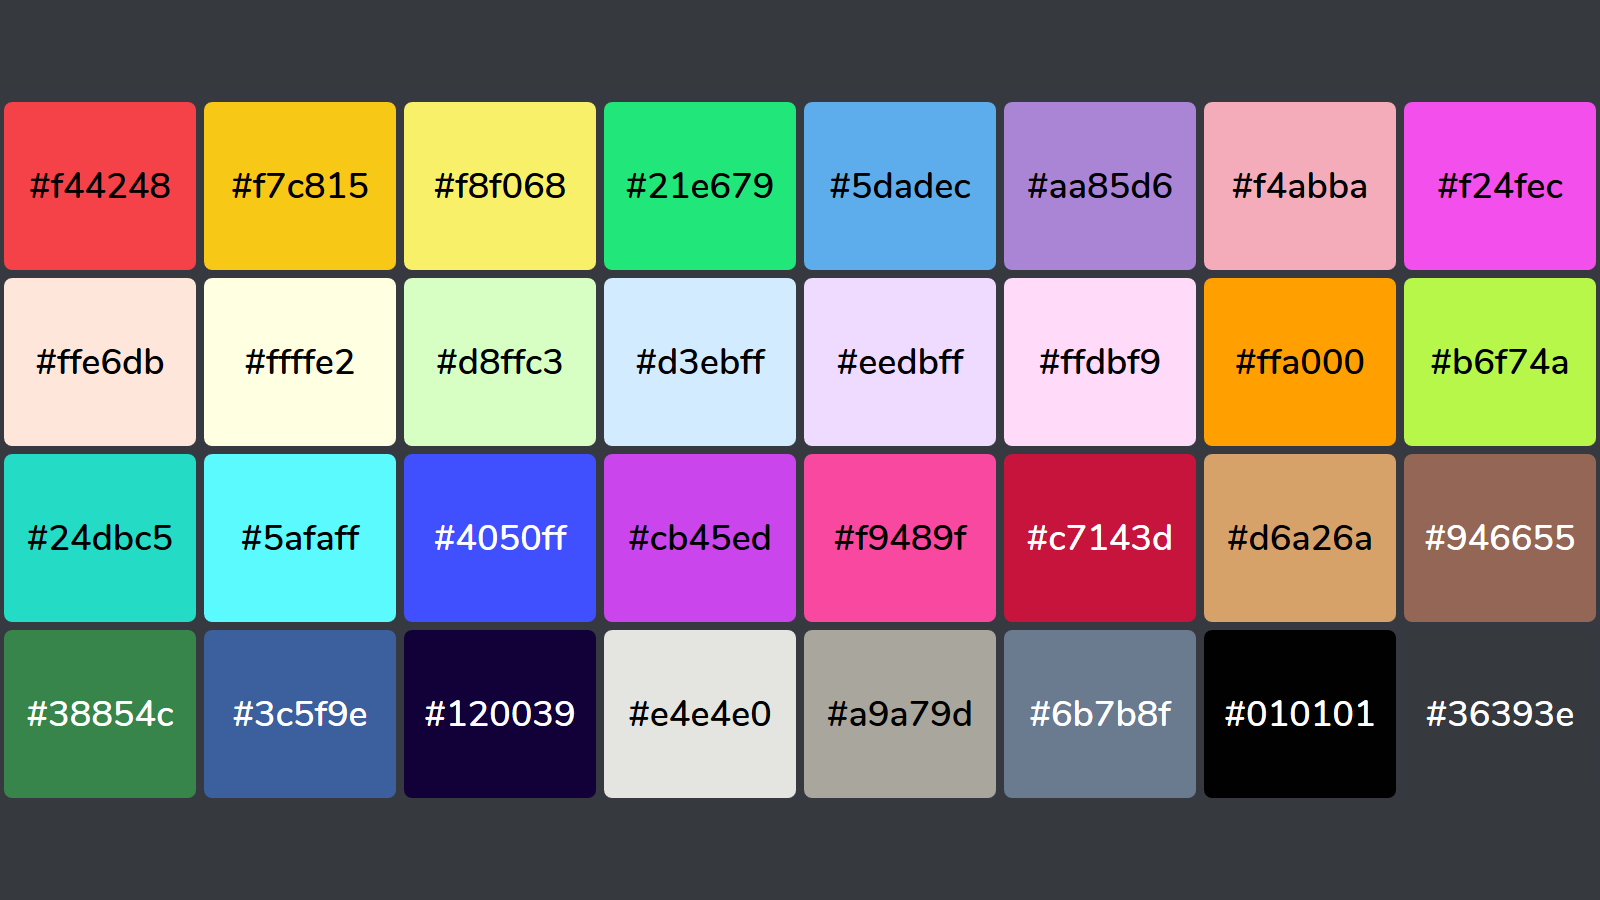 #f44248 #f7c815 #f8f068 #21e679 #5dadec #aa85d6 #f4abba #f24fec
#ffe6db #ffffe2 #d8ffc3 #d3ebff #eedbff #ffdbf9 #ffa000 #b6f74a
#24dbc5 #5afaff #4050ff #cb45ed #f9489f #c7143d #d6a26a #946655
#38854c #3c5f9e #120039 #e4e4e0 #a9a79d #6b7b8f #010101 #36393e